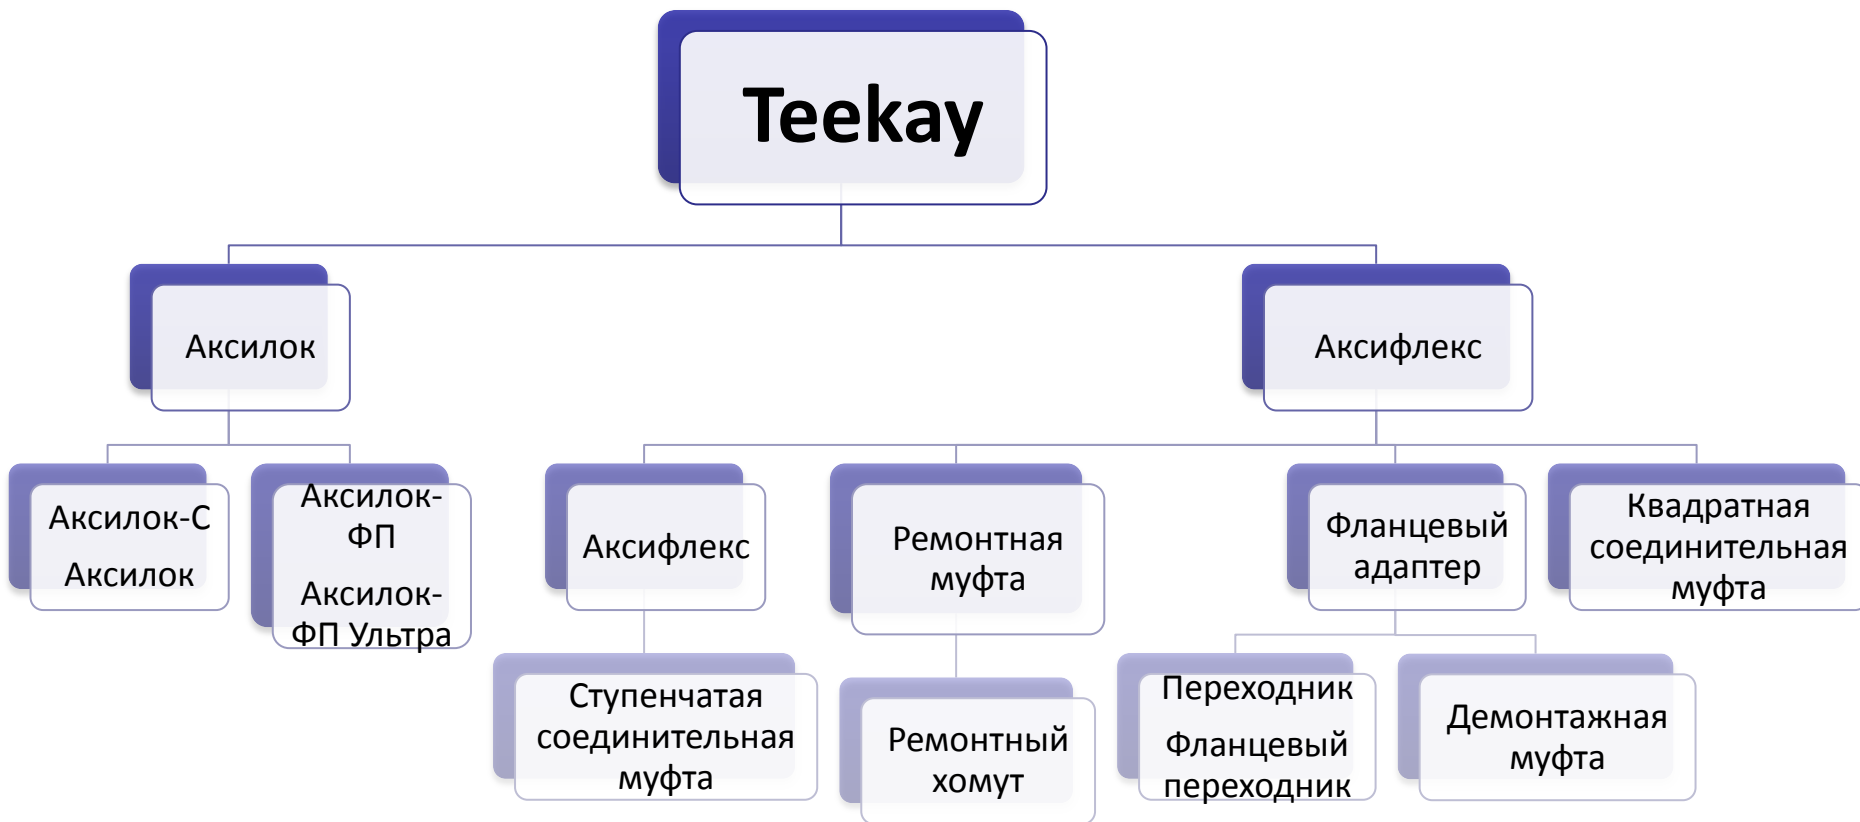 Teekay
Аксилок
Аксифлекс
Аксилок-С
Аксилок
Аксилок-
ФП
Аксилок-
ФП Ультра
Аксифлекс
Ремонтная
муфта
Фланцевый
адаптер
Квадратная
соединительная
муфта
Ступенчатая
соединительная
муфта
Ремонтный
хомут
Переходник
Фланцевый
переходник
Демонтажная
муфта